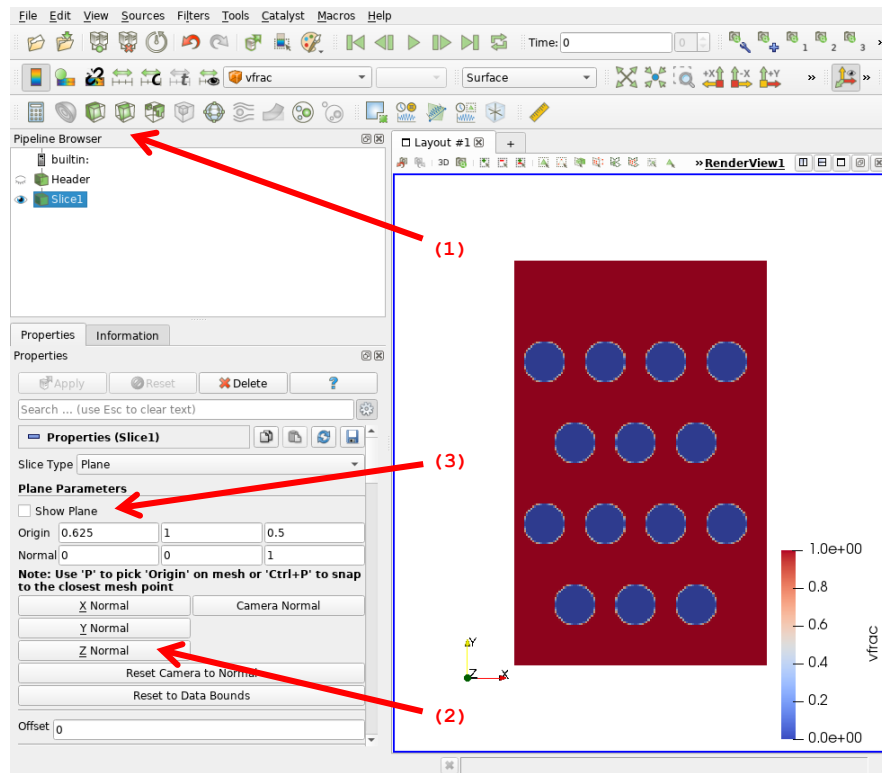 File Edit View Sources Filters Tools Catalyst Macros Help
Time: 0 0 1 2 3 »
vfrac Surface +X -X +Y » »
Pipeline Browser
builtin:
Header
Slice1
(1)
Layout #1 +
3D » RenderView1
Properties Information
Properties
Apply Reset Delete ?
Search ... (use Esc to clear text)
Properties (Slice1)
Slice Type Plane
(3)
Plane Parameters
Show Plane
Origin 0.625 1 0.5
Normal 0 0 1
Note: Use 'P' to pick 'Origin' on mesh or 'Ctrl+P' to snap
to the closest mesh point
X Normal Camera Normal
Y Normal
Z Normal
Reset Camera to Normal
Reset to Data Bounds
(2)
Offset 0
Y
Z X
1.0e+00
0.8
0.6
0.4
0.2
0.0e+00
vfrac